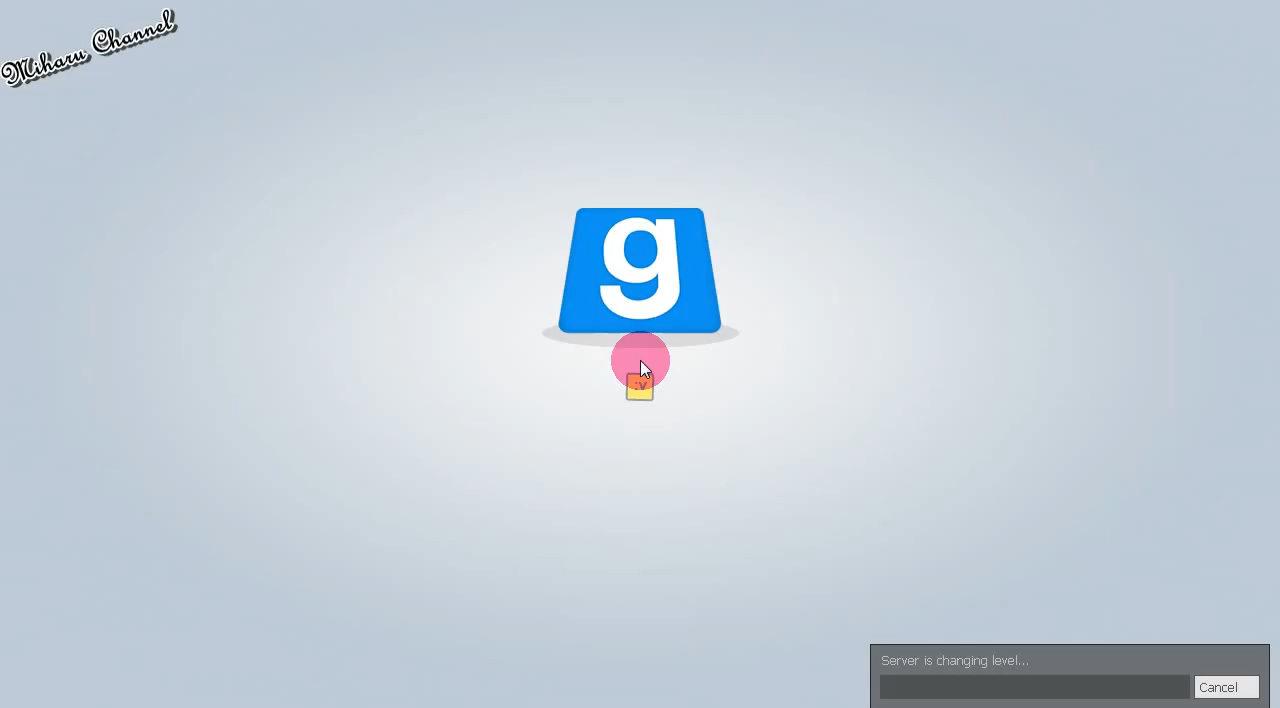 Miharu Channel
g
:v
Server is changing level...
Cancel